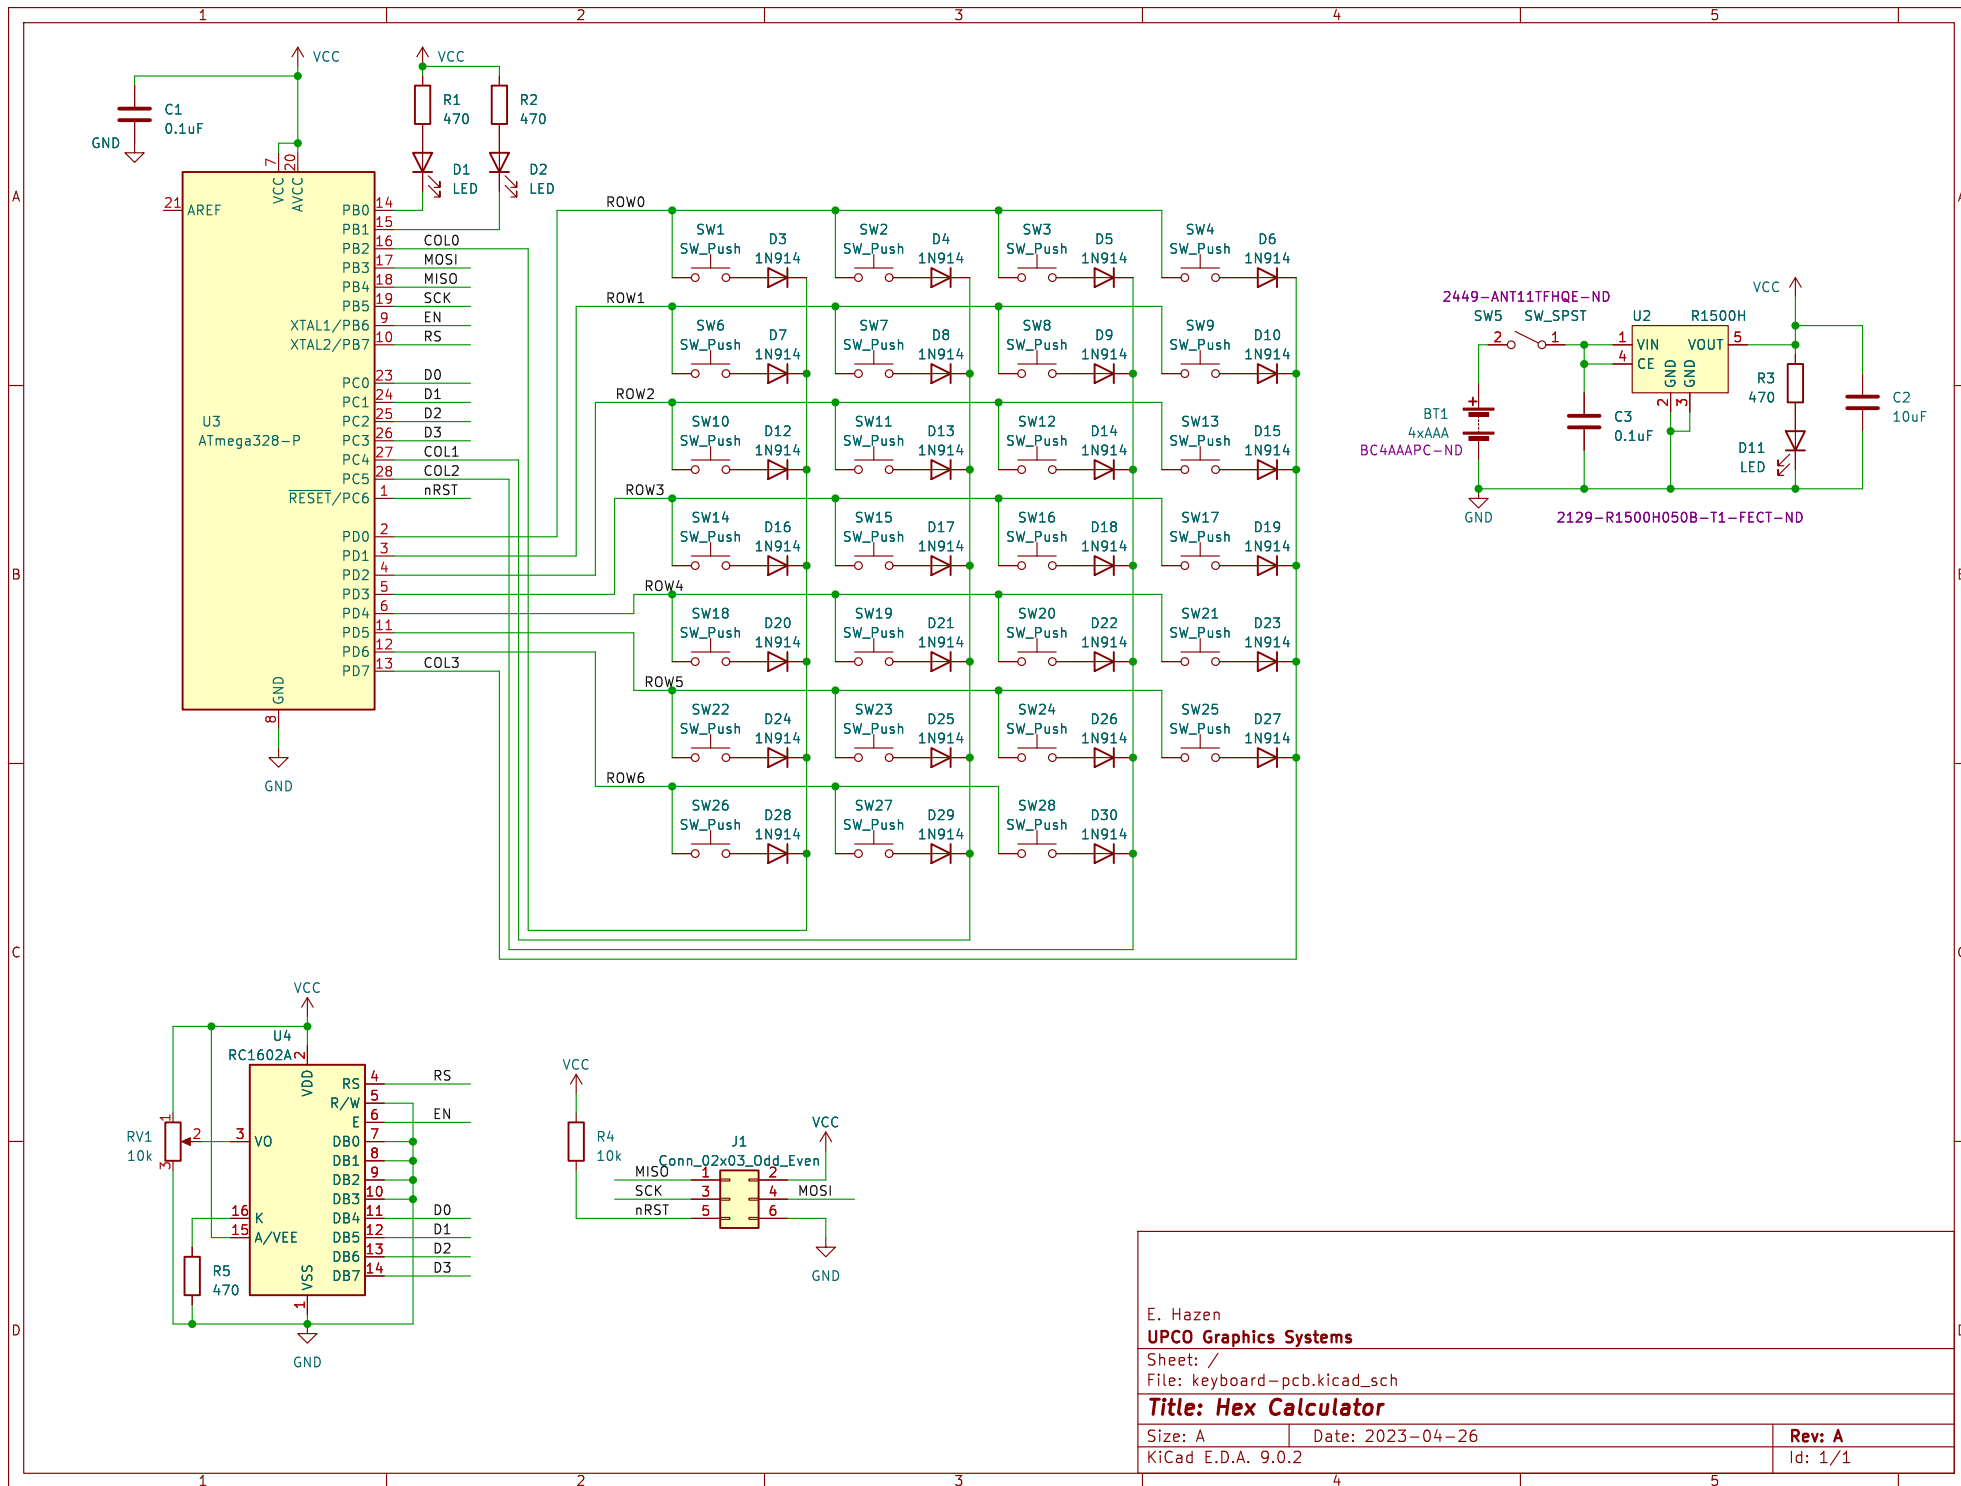 1 2 3 4 5
A
B
C
D
VCC
C1
0.1uF
GND
VCC
R1
470
R2
470
D1
LED
D2
LED
7
20
VCC
AVCC
21
AREF
U3
ATmega328-P
PB0 14
PB1 15
PB2 16 COL0
PB3 17 MOSI
PB4 18 MISO
PB5 19 SCK
XTAL1/PB6 9 EN
XTAL2/PB7 10 RS
PC0 23 D0
PC1 24 D1
PC2 25 D2
PC3 26 D3
PC4 27 COL1
PC5 28 COL2
RESET/PC6 1 nRST
PD0 2
PD1 3
PD2 4
PD3 5
PD4 6
PD5 11
PD6 12
PD7 13 COL3
GND
8
GND
ROW0
SW1 SW2 SW3 SW4
SW_Push SW_Push SW_Push SW_Push
D3 D4 D5 D6
1N914 1N914 1N914 1N914
ROW1
SW6 SW7 SW8 SW9
SW_Push SW_Push SW_Push SW_Push
D7 D8 D9 D10
1N914 1N914 1N914 1N914
ROW2
SW10 SW11 SW12 SW13
SW_Push SW_Push SW_Push SW_Push
D12 D13 D14 D15
1N914 1N914 1N914 1N914
ROW3
SW14 SW15 SW16 SW17
SW_Push SW_Push SW_Push SW_Push
D16 D17 D18 D19
1N914 1N914 1N914 1N914
ROW4
SW18 SW19 SW20 SW21
SW_Push SW_Push SW_Push SW_Push
D20 D21 D22 D23
1N914 1N914 1N914 1N914
ROW5
SW22 SW23 SW24 SW25
SW_Push SW_Push SW_Push SW_Push
D24 D25 D26 D27
1N914 1N914 1N914 1N914
ROW6
SW26 SW27 SW28
SW_Push SW_Push SW_Push
D28 D29 D30
1N914 1N914 1N914
2449-ANT11TFHQE-ND
SW5 SW_SPST
2 1
U2 R1500H
1 VIN VOUT 5
4 CE
GND GND
2 3
VCC
R3
470
D11
LED
C2
10uF
C3
0.1uF
BT1
4xAAA
BC4AAAPC-ND
+
GND
2129-R1500H050B-T1-FECT-ND
VCC
U4
RC1602A
2
VDD
RS 4 RS
R/W 5
E 6 EN
DB0 7
DB1 8
DB2 9
DB3 10
DB4 11 D0
DB5 12 D1
DB6 13 D2
DB7 14 D3
RV1
10k
1
2
3
3 VO
16 K
15 A/VEE
R5
470
VSS
1
GND
VCC
R4
10k
J1
Conn_02x03_Odd_Even
VCC
MISO 1 2
SCK 3 4 MOSI
nRST 5 6
GND
E. Hazen
UPCO Graphics Systems
Sheet: /
File: keyboard-pcb.kicad_sch
Title: Hex Calculator
Size: A Date: 2023-04-26 Rev: A
KiCad E.D.A. 9.0.2 Id: 1/1
1 2 3 4 5